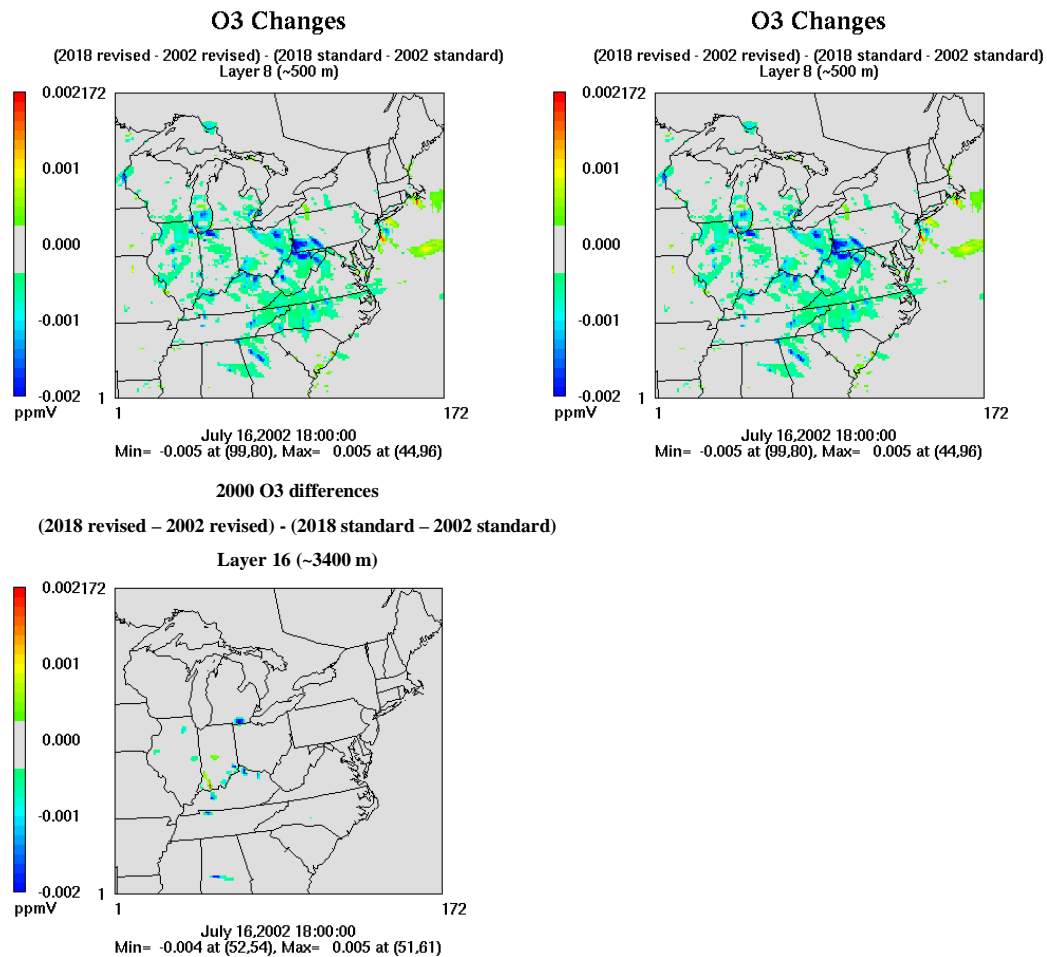 O3 Changes
(2018 revised - 2002 revised) - (2018 standard - 2002 standard)
Layer 8 (~500 m)
0.002172
0.001
0.000
-0.001
-0.002
ppmV
1
1
172
July 16,2002 18:00:00
Min= -0.005 at (99,80), Max= 0.005 at (44,96)
O3 Changes
(2018 revised - 2002 revised) - (2018 standard - 2002 standard)
Layer 8 (~500 m)
0.002172
0.001
0.000
-0.001
-0.002
ppmV
1
1
172
July 16,2002 18:00:00
Min= -0.005 at (99,80), Max= 0.005 at (44,96)
2000 O3 differences
(2018 revised – 2002 revised) - (2018 standard – 2002 standard)
Layer 16 (~3400 m)
0.002172
0.001
0.000
-0.001
-0.002
ppmV
1
1
172
July 16,2002 18:00:00
Min= -0.004 at (52,54), Max= 0.005 at (51,61)